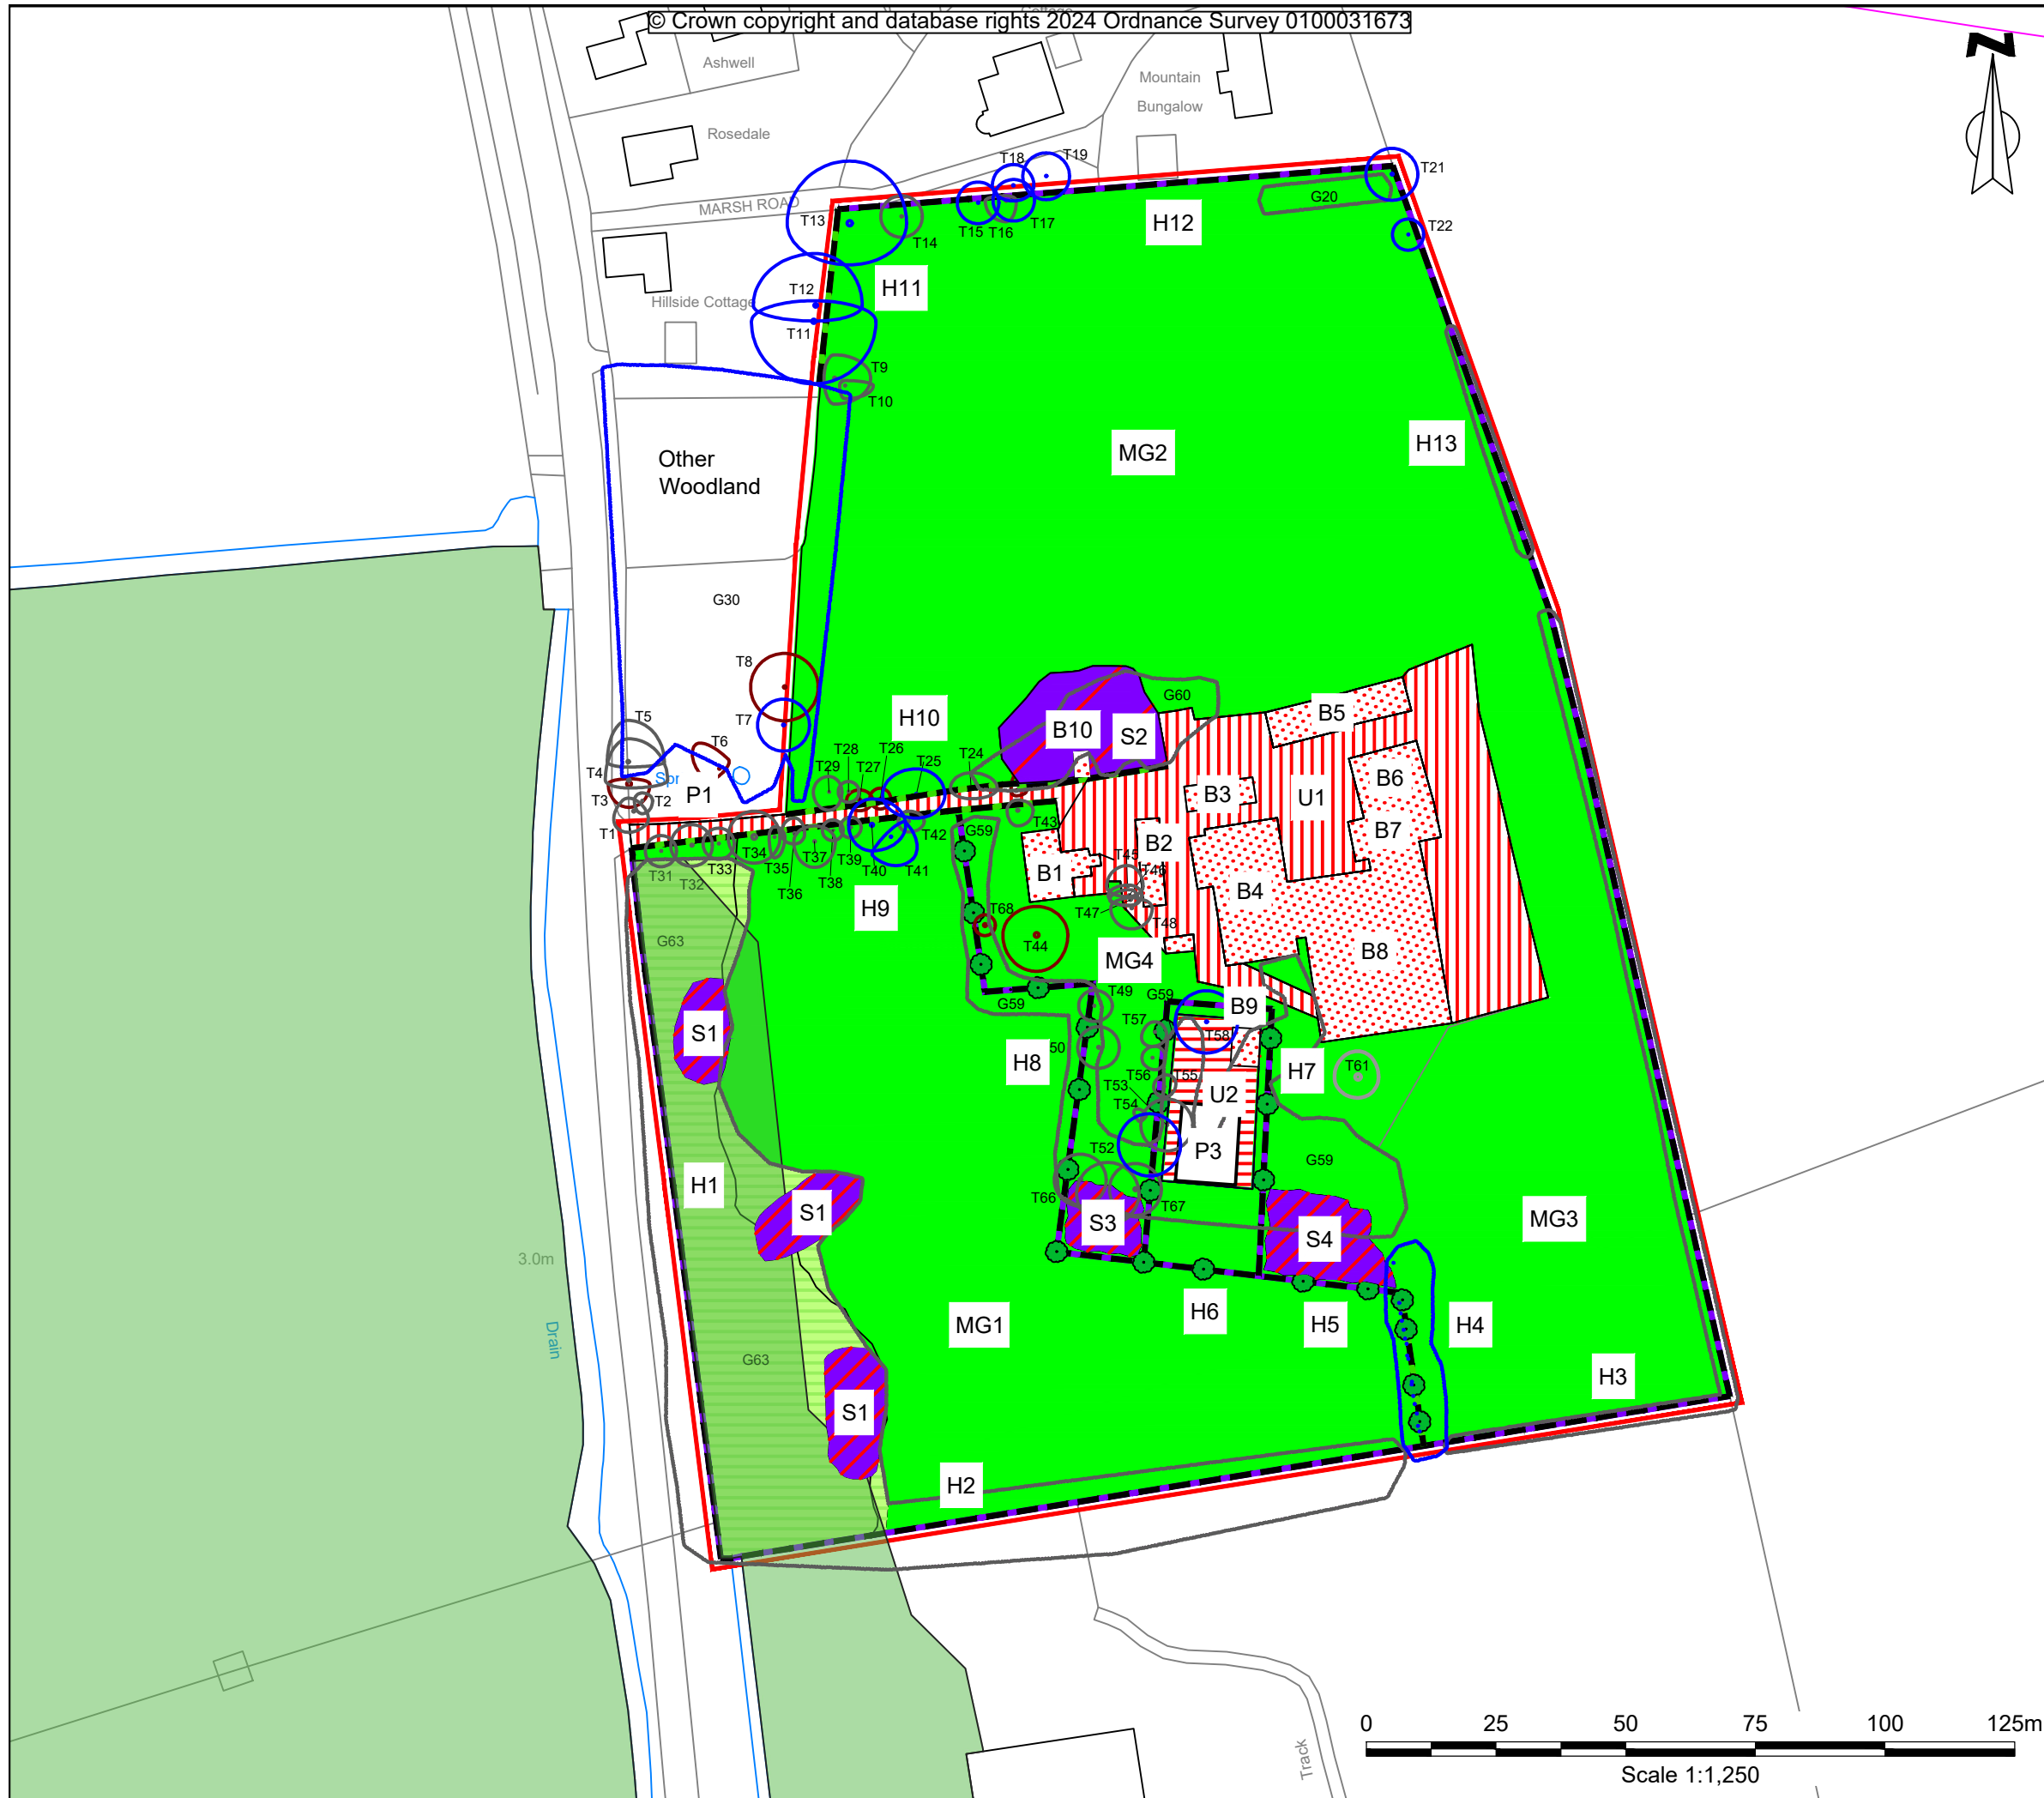 © Crown copyright and database rights 2024 Ordnance Survey 0100031673
Cottage
Ashwell
Mountain
Bungalow
N
Rosedale
T18
T19
T21
MARSH ROAD
G20
T13
T14
T15
T16
T17
H12
T22
H11
T12
Hillside Cottage
T11
T9
T10
H13
MG2
Other
Woodland
G30
T8
T7
T5
T6
G60
H10
B10
S2
B5
T29
T28
T27
T26
T25
T24
T4
T3
T2
T1
Spr
P1
B3
U1
B6
B7
T43
G59
T42
B2
T31
T32
T33
T34
T35
T36
T37
T38
T39
T40
T41
B1
T45
T46
T47
T48
B4
H9
T68
T44
B8
G63
MG4
T49
G59
G59
B9
T58
S1
50
H8
T57
T56
T55
T53
T54
U2
H7
T61
T52
P3
G59
H1
S1
T66
S3
T67
S4
MG3
3.0m
Drain
MG1
H6
H5
H4
G63
H3
S1
H2
Track
0 25 50 75 100 125m
Scale 1:1,250